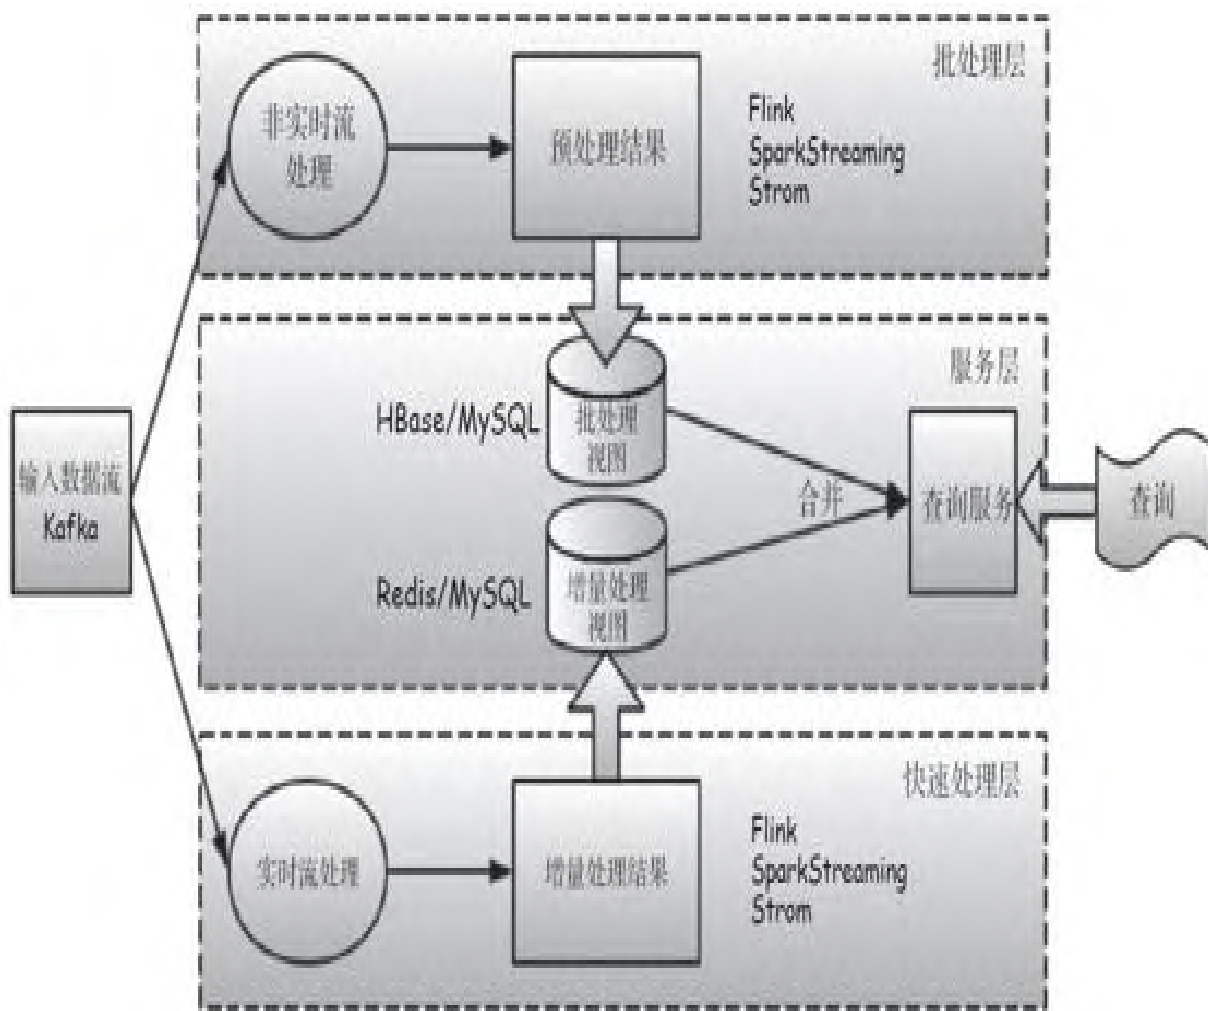 批处理层
非实时流
处理
预处理结果
Flink
SparkStreaming
Strom
服务层
HBase/MySQL
批处理
视图
输入数据流
Kafka
合并
查询服务
查询
Redis/MySQL
增量处理
视图
快速处理层
实时流处理
增量处理结果
Flink
SparkStreaming
Strom